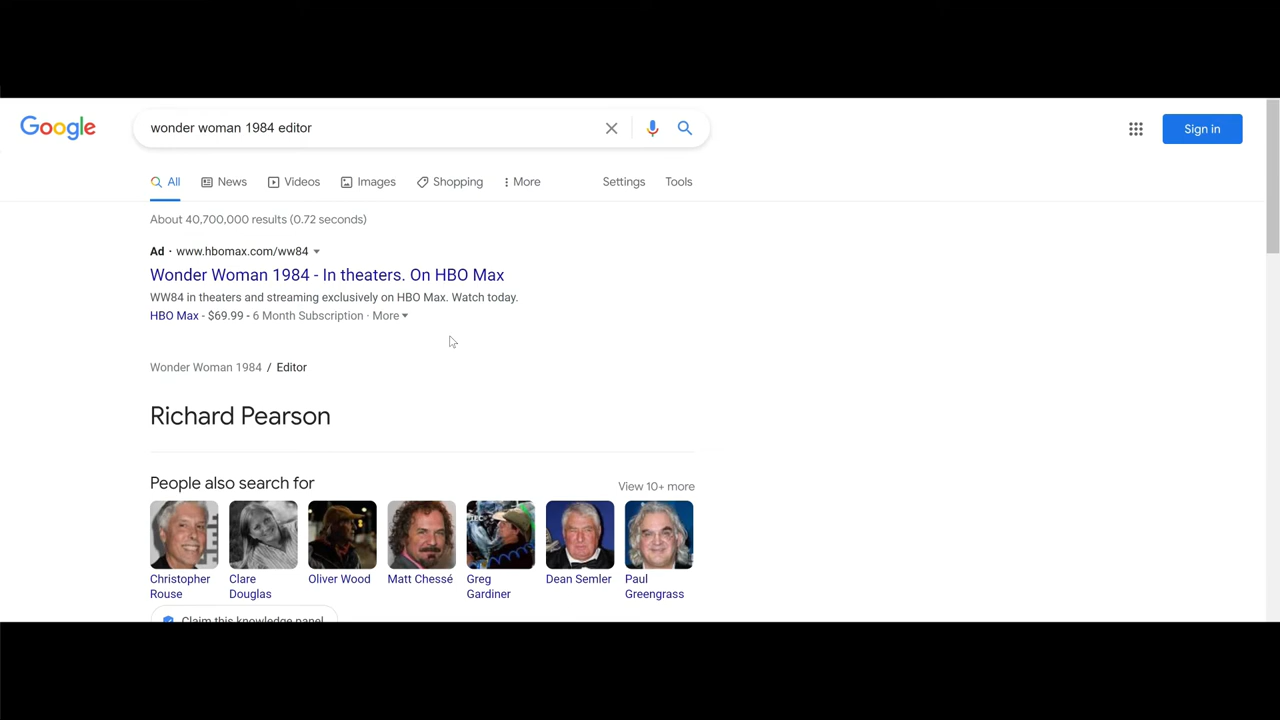 Google
wonder woman 1984 editor
Sign in
All News Videos Images Shopping More Settings Tools
About 40,700,000 results (0.72 seconds)
Ad · www.hbomax.com/ww84
Wonder Woman 1984 - In theaters. On HBO Max
WW84 in theaters and streaming exclusively on HBO Max. Watch today.
HBO Max - $69.99 - 6 Month Subscription · More
Wonder Woman 1984 / Editor
Richard Pearson
People also search for
View 10+ more
Christopher Rouse
Clare Douglas
Oliver Wood
Matt Chessé
Greg Gardiner
Dean Semler
Paul Greengrass
Claim this knowledge panel